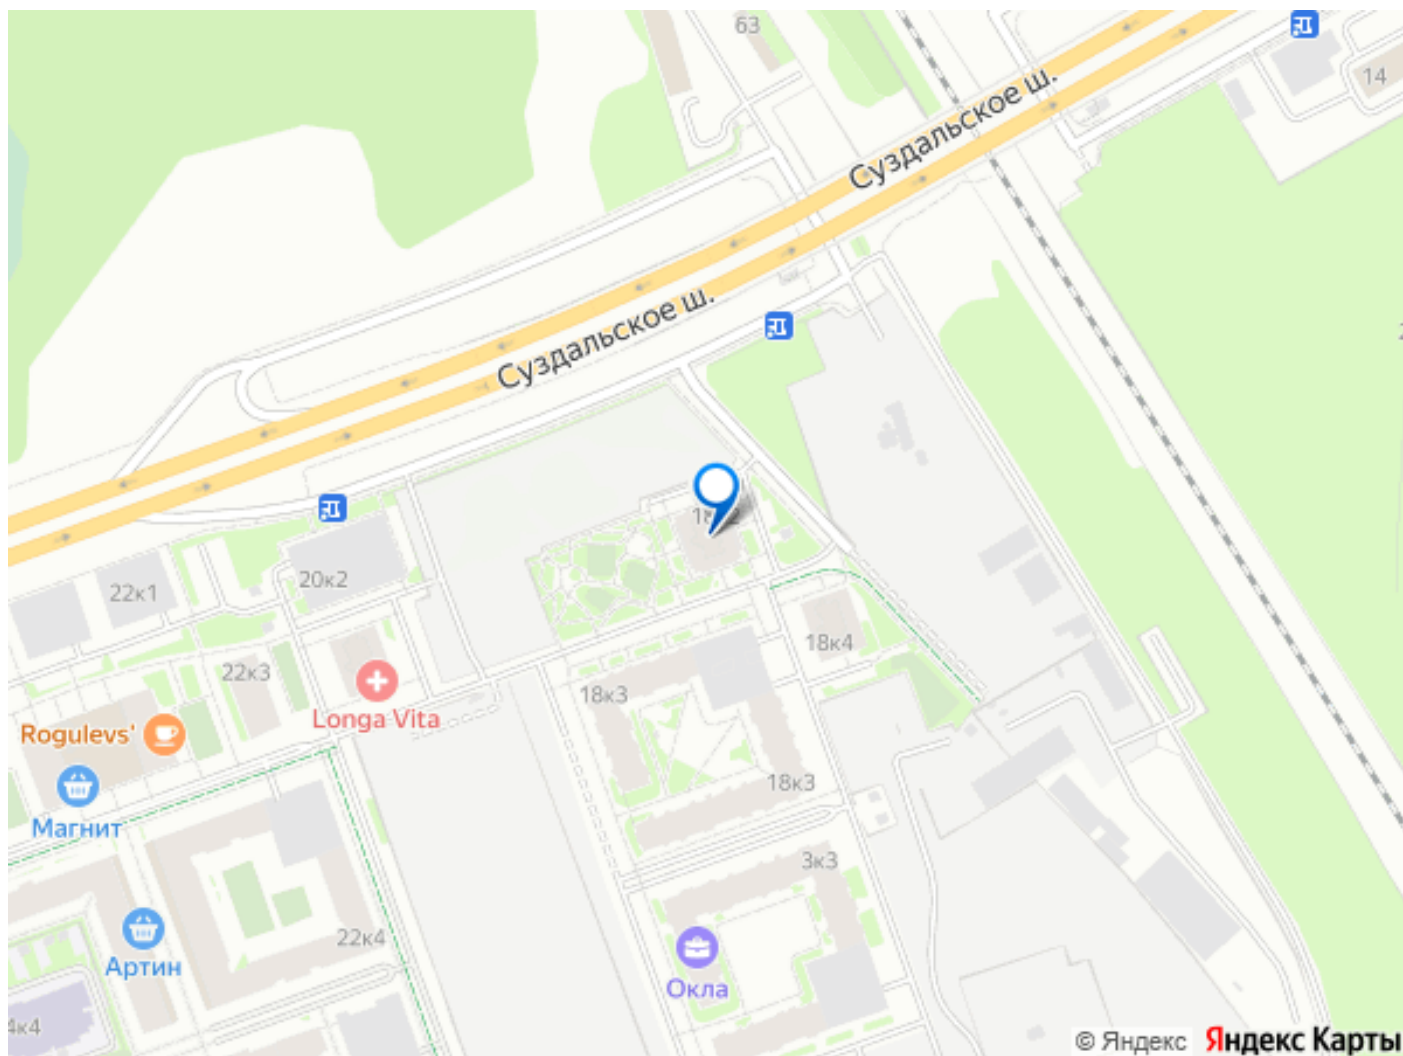 63
14
Суздальское ш.
Суздальское ш.
20к2
22к1
18к4
22к3
18к3
Longa Vita
Rogulevs'
18к3
Магнит
3к3
22к4
Артин
Окла
© Яндекс Яндекс Карты